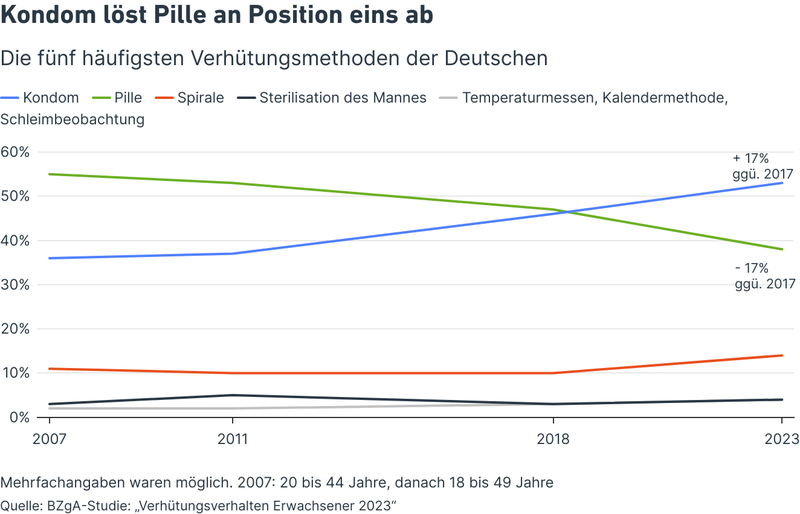 Kondom löst Pille an Position eins ab
Die fünf häufigsten Verhütungsmethoden der Deutschen
Kondom Pille Spirale Sterilisation des Mannes Temperaturmessen, Kalendermethode,
Schleimbeobachtung
60%
+ 17%
ggü. 2017
50%
40%
- 17%
ggü. 2017
30%
20%
10%
0%
2007 2011 2018 2023
Mehrfachangaben waren möglich. 2007: 20 bis 44 Jahre, danach 18 bis 49 Jahre
Quelle: BZgA-Studie: „Verhütungsverhalten Erwachsener 2023“